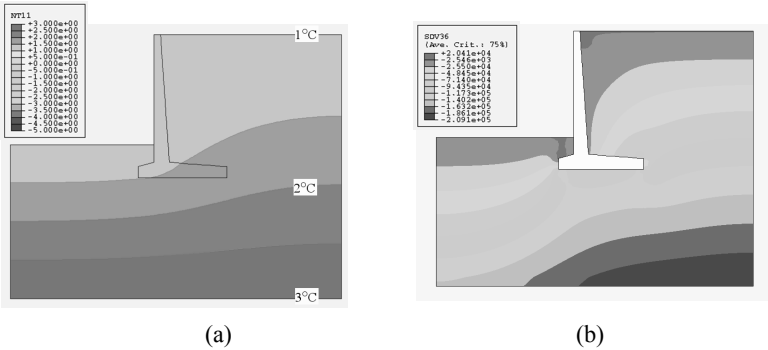 NT11
+3.000e+00
+2.500e+00
+2.000e+00
+1.500e+00
+1.000e+00
+5.000e-01
+0.000e+00
-5.000e-01
-1.000e+00
-1.500e+00
-2.000e+00
-2.500e+00
-3.000e+00
-3.500e+00
-4.000e+00
-4.500e+00
-5.000e+00
1°C
2°C
3°C
(a)
SDV36
(Ave. Crit.: 75%)
+2.041e+04
-2.546e+03
-2.550e+04
-4.845e+04
-7.140e+04
-9.435e+04
-1.173e+05
-1.402e+05
-1.632e+05
-1.861e+05
-2.091e+05
(b)